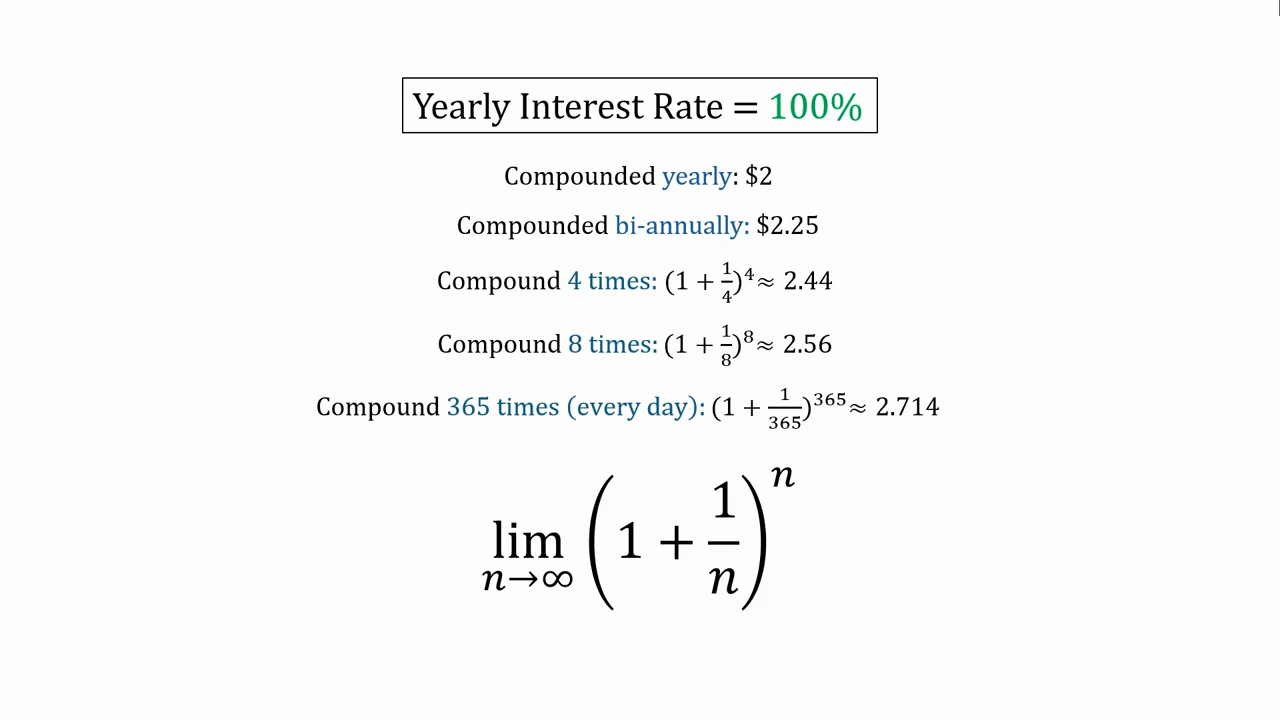 Yearly Interest Rate = 100%
Compounded yearly: $2
Compounded bi-annually: $2.25
Compound 4 times: (1 + 1/4)^4 ≈ 2.44
Compound 8 times: (1 + 1/8)^8 ≈ 2.56
Compound 365 times (every day): (1 + 1/365)^365 ≈ 2.714
lim n→∞ (1 + 1/n)^n